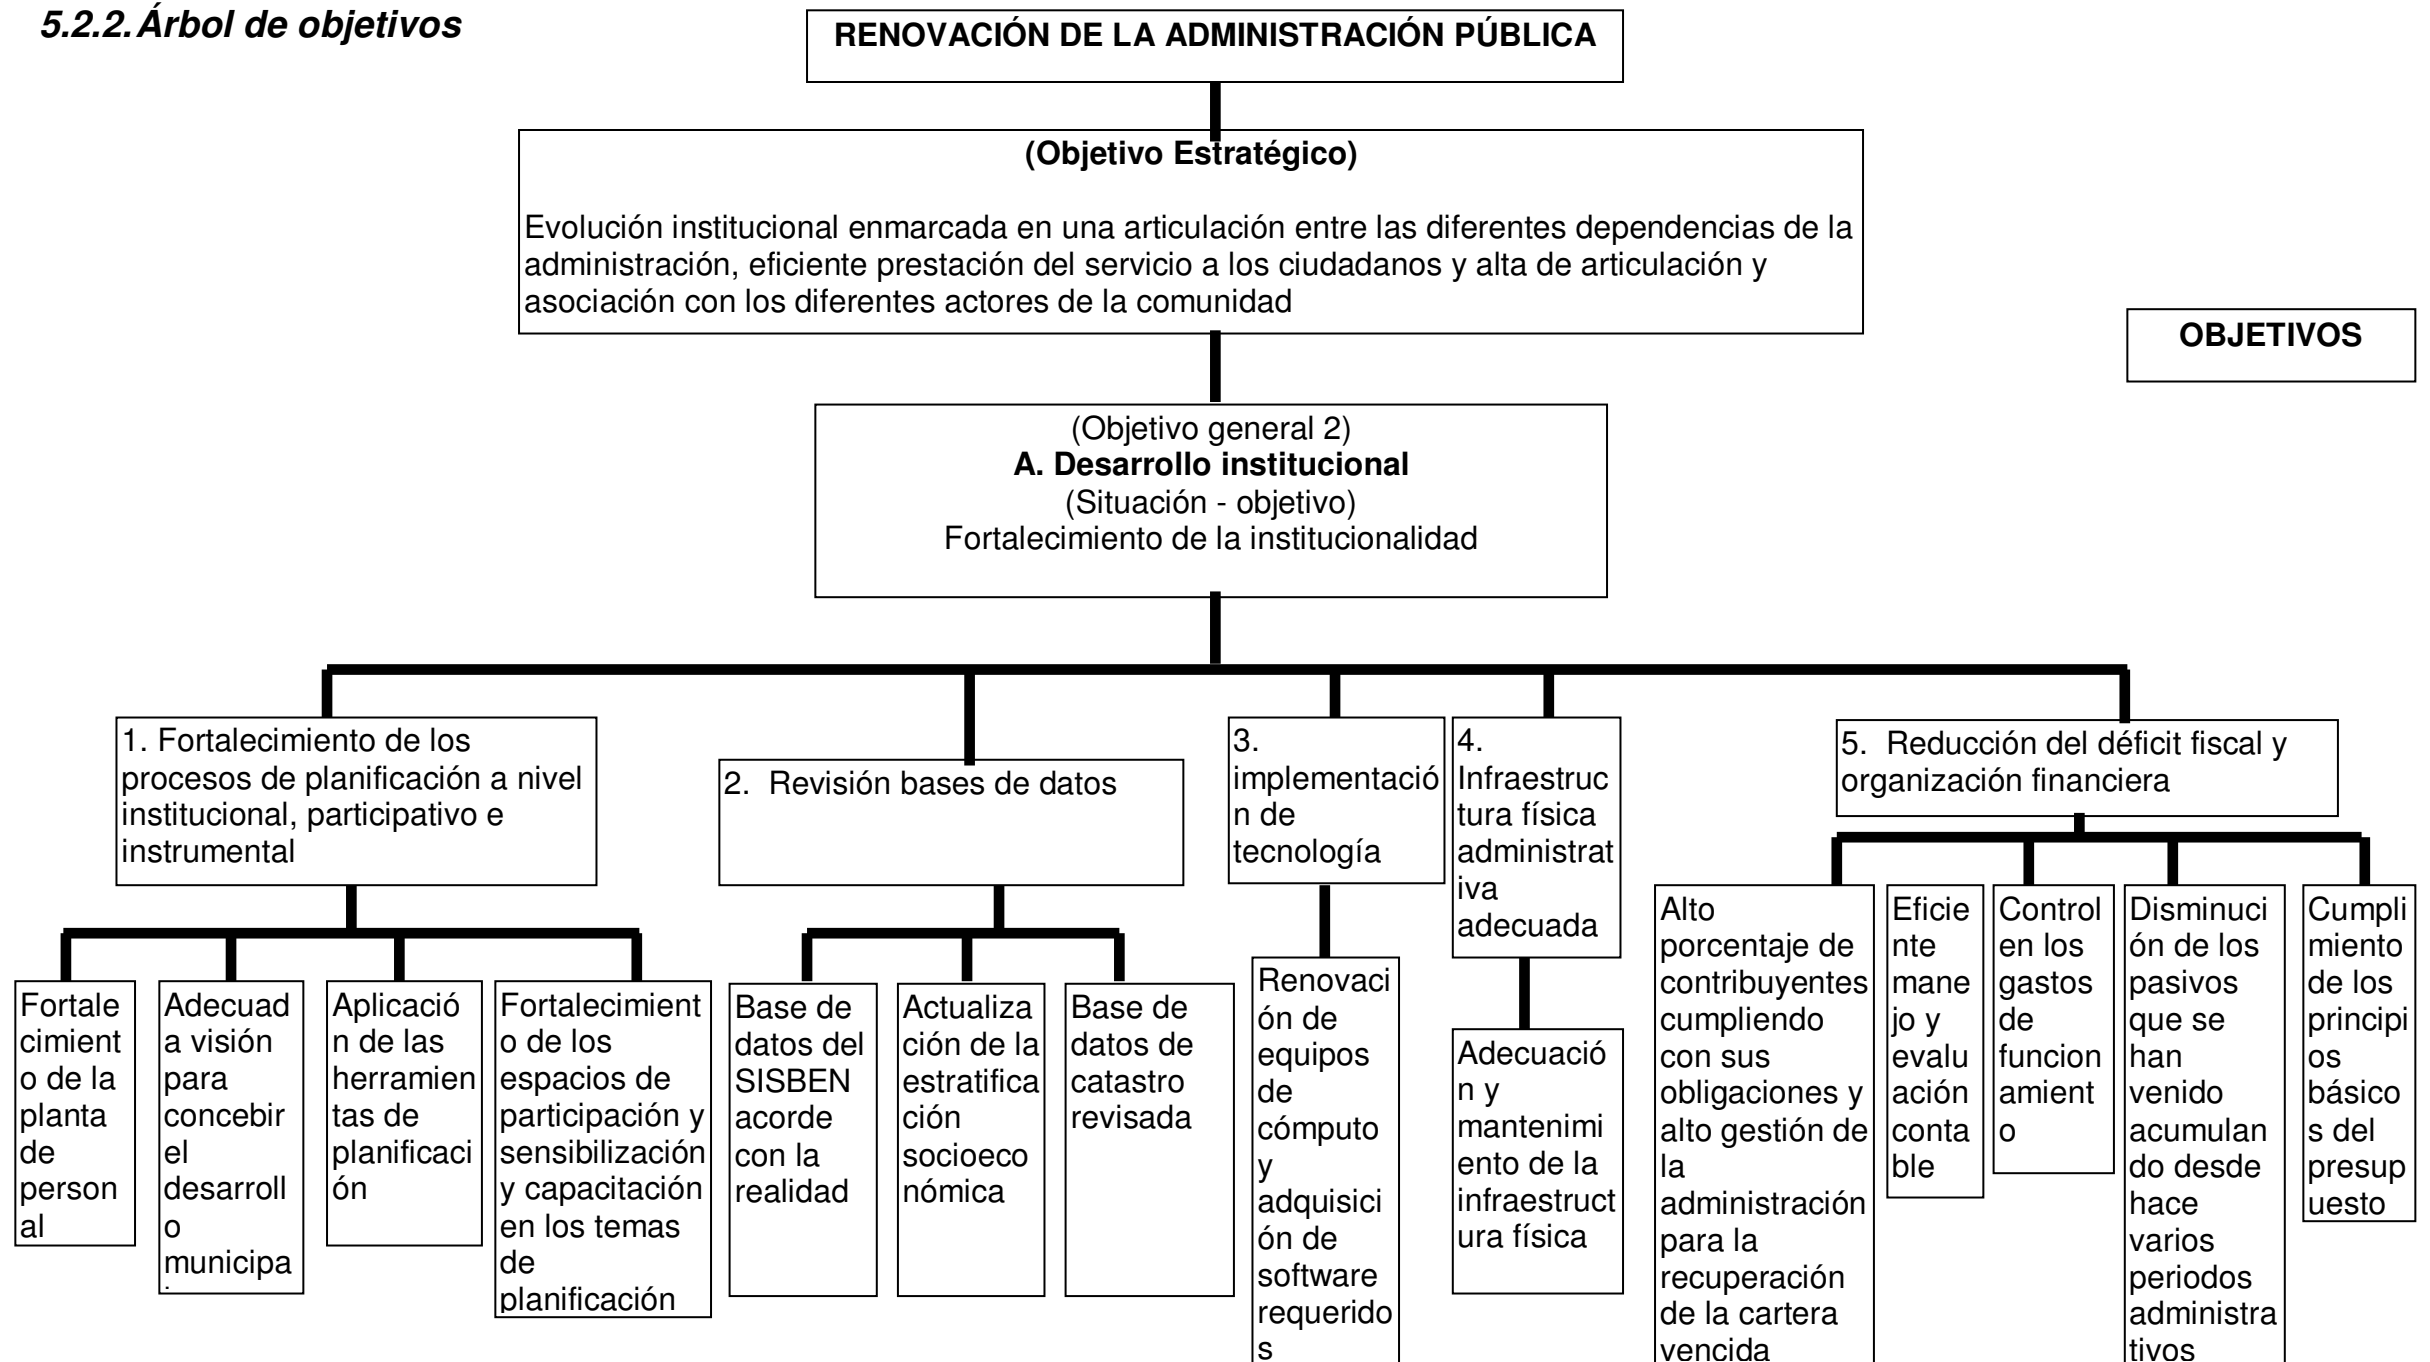 5.2.2. Árbol de objetivos
RENOVACIÓN DE LA ADMINISTRACIÓN PÚBLICA
(Objetivo Estratégico)
Evolución institucional enmarcada en una articulación entre las diferentes dependencias de la
administración, eficiente prestación del servicio a los ciudadanos y alta de articulación y
asociación con los diferentes actores de la comunidad
OBJETIVOS
(Objetivo general 2)
A. Desarrollo institucional
(Situación - objetivo)
Fortalecimiento de la institucionalidad
1. Fortalecimiento de los
procesos de planificación a nivel
institucional, participativo e
instrumental
2. Revisión bases de datos
3.
implementació
n de
tecnología
4.
Infraestruc
tura física
administrat
iva
adecuada
5. Reducción del déficit fiscal y
organización financiera
Fortale
cimient
o de la
planta
de
person
al
Adecuad
a visión
para
concebir
el
desarroll
o
municipa
Aplicació
n de las
herramien
tas de
planificaci
ón
Fortalecimient
o de los
espacios de
participación y
sensibilización
y capacitación
en los temas
de
planificación
Base de
datos del
SISBEN
acorde
con la
realidad
Actualiza
ción de la
estratifica
ción
socioeco
nómica
Base de
datos de
catastro
revisada
Renovaci
ón de
equipos
de
cómputo
y
adquisici
ón de
software
requerido
s
Adecuació
n y
mantenimi
ento de la
infraestruct
ura física
Alto
porcentaje de
contribuyentes
cumpliendo
con sus
obligaciones y
alto gestión de
la
administración
para la
recuperación
de la cartera
vencida
Eficie
nte
mane
jo y
evalu
ación
conta
ble
Control
en los
gastos
de
funcion
amient
o
Disminuci
ón de los
pasivos
que se
han
venido
acumulan
do desde
hace
varios
periodos
administra
tivos
Cumpli
miento
de los
principi
os
básico
s del
presup
uesto